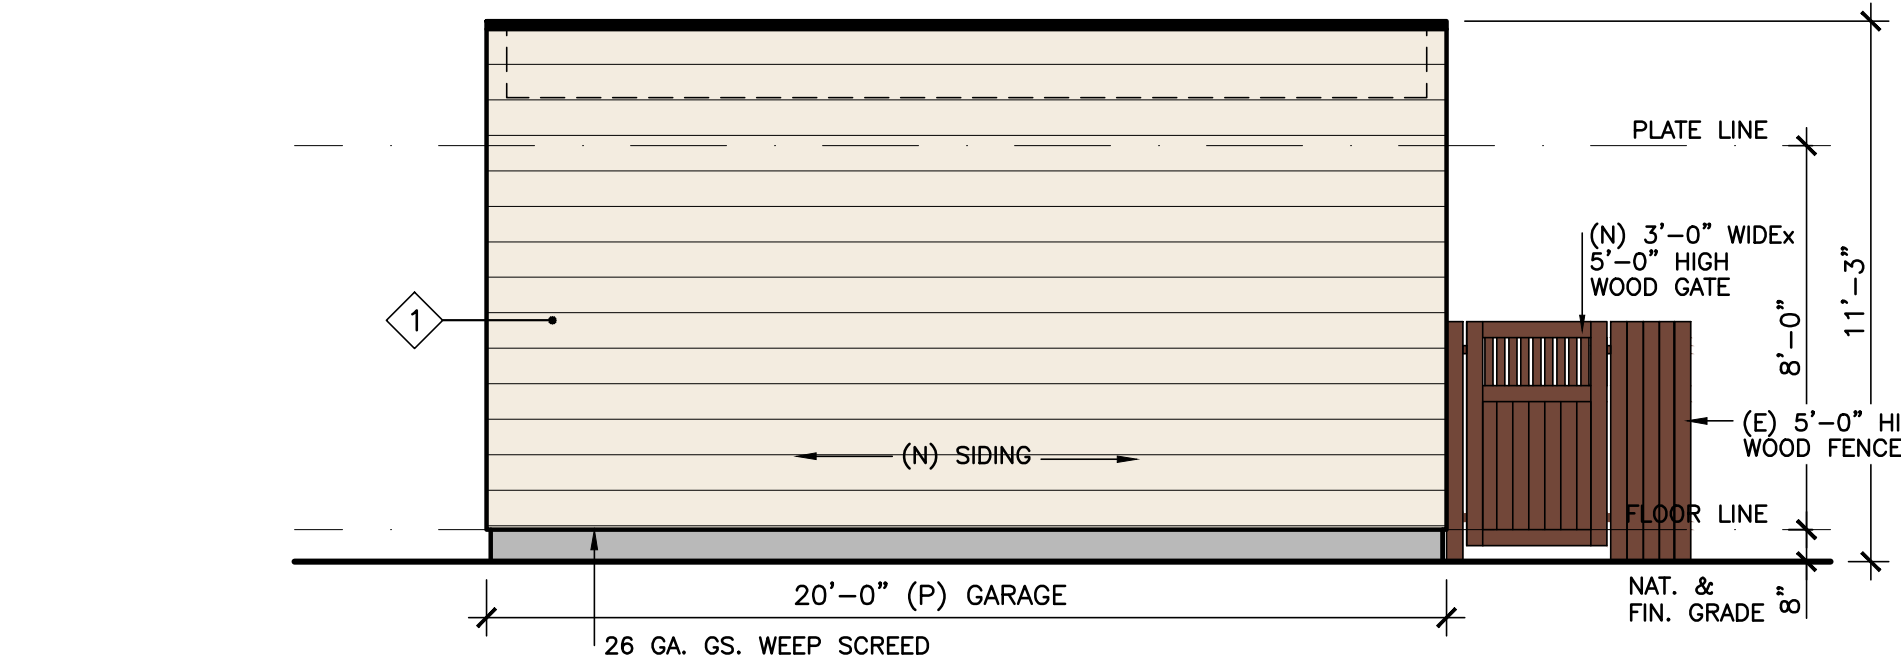 PLATE LINE
(N) 3'-0" WIDEx
5'-0" HIGH
WOOD GATE
11'-3"
8'-0"
1
(E) 5'-0" HI
WOOD FENCE
(N) SIDING
FLOOR LINE
20'-0" (P) GARAGE
NAT. &
FIN. GRADE
8"
26 GA. GS. WEEP SCREED